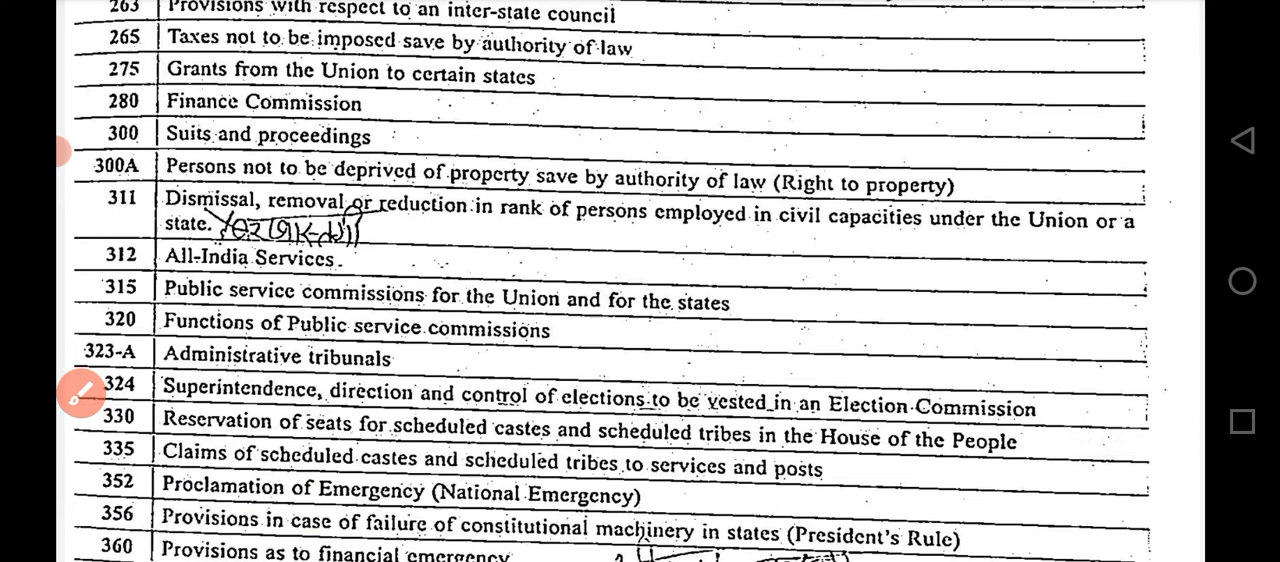 263 Provisions with respect to an inter-state council
265 Taxes not to be imposed save by authority of law
275 Grants from the Union to certain states
280 Finance Commission
300 Suits and proceedings
300A Persons not to be deprived of property save by authority of law (Right to property)
311 Dismissal, removal or reduction in rank of persons employed in civil capacities under the Union or a
state.
312 All-India Services
315 Public service commissions for the Union and for the states
320 Functions of Public service commissions
323-A Administrative tribunals
324 Superintendence, direction and control of elections to be vested in an Election Commission
330 Reservation of seats for scheduled castes and scheduled tribes in the House of the People
335 Claims of scheduled castes and scheduled tribes to services and posts
352 Proclamation of Emergency (National Emergency)
356 Provisions in case of failure of constitutional machinery in states (President's Rule)
360 Provisions as to financial emergency